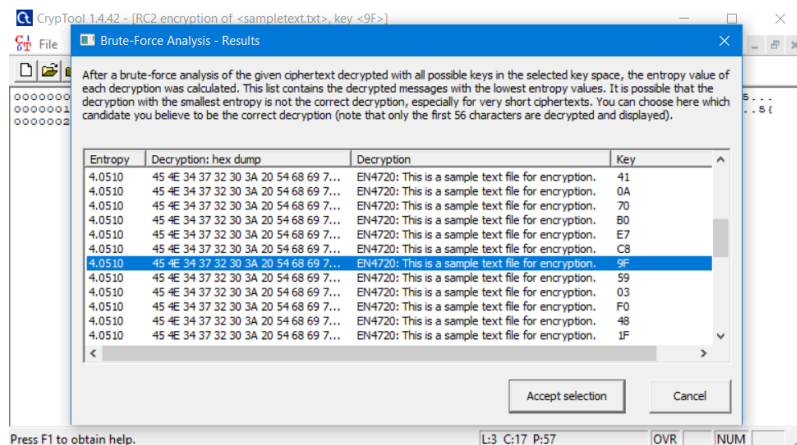 CrypTool 1.4.42 - [RC2 encryption of <sampletext.txt>, key <9F>]
File
Brute-Force Analysis - Results
After a brute-force analysis of the given ciphertext decrypted with all possible keys in the selected key space, the entropy value of
each decryption was calculated. This list contains the decrypted messages with the lowest entropy values. It is possible that the
decryption with the smallest entropy is not the correct decryption, especially for very short ciphertexts. You can choose here which
candidate you believe to be the correct decryption (note that only the first 56 characters are decrypted and displayed).
0000000
5...
0000001
..5{
0000002
Entropy Decryption: hex dump Decryption Key
4.0510 45 4E 34 37 32 30 3A 20 54 68 69 7... EN4720: This is a sample text file for encryption. 41
4.0510 45 4E 34 37 32 30 3A 20 54 68 69 7... EN4720: This is a sample text file for encryption. 0A
4.0510 45 4E 34 37 32 30 3A 20 54 68 69 7... EN4720: This is a sample text file for encryption. 70
4.0510 45 4E 34 37 32 30 3A 20 54 68 69 7... EN4720: This is a sample text file for encryption. B0
4.0510 45 4E 34 37 32 30 3A 20 54 68 69 7... EN4720: This is a sample text file for encryption. E7
4.0510 45 4E 34 37 32 30 3A 20 54 68 69 7... EN4720: This is a sample text file for encryption. C8
4.0510 45 4E 34 37 32 30 3A 20 54 68 69 7... EN4720: This is a sample text file for encryption. 9F
4.0510 45 4E 34 37 32 30 3A 20 54 68 69 7... EN4720: This is a sample text file for encryption. 59
4.0510 45 4E 34 37 32 30 3A 20 54 68 69 7... EN4720: This is a sample text file for encryption. 03
4.0510 45 4E 34 37 32 30 3A 20 54 68 69 7... EN4720: This is a sample text file for encryption. F0
4.0510 45 4E 34 37 32 30 3A 20 54 68 69 7... EN4720: This is a sample text file for encryption. 48
4.0510 45 4E 34 37 32 30 3A 20 54 68 69 7... EN4720: This is a sample text file for encryption. 1F
Accept selection Cancel
Press F1 to obtain help. L:3 C:17 P:57 OVR NUM